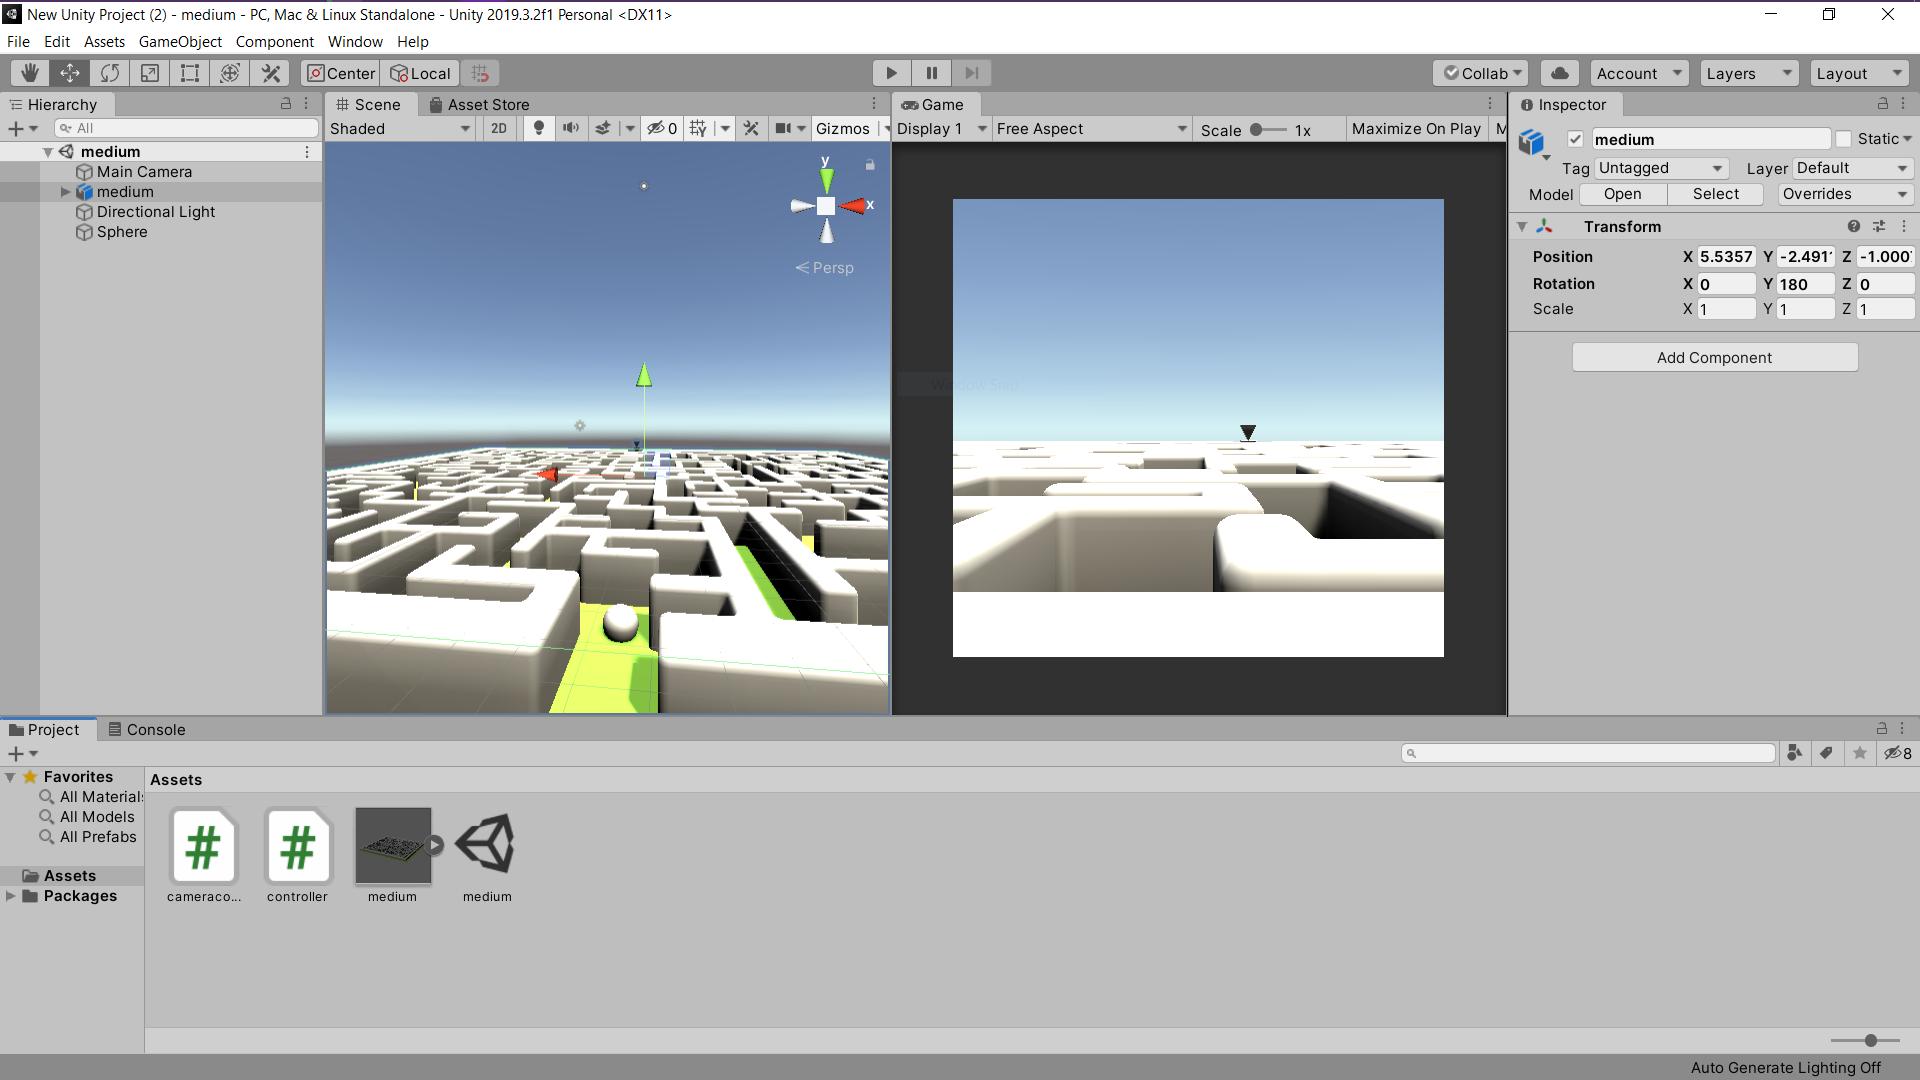 New Unity Project (2) - medium - PC, Mac & Linux Standalone - Unity 2019.3.2f1 Personal <DX11>
File Edit Assets GameObject Component Window Help
Center Local Collab Account Layers Layout
Hierarchy
All
medium
Main Camera
medium
Directional Light
Sphere
Scene Asset Store
Shaded 2D 0 Gizmos
y
x
Persp
Game
Display 1 Free Aspect Scale 1x Maximize On Play M
Inspector
medium Static
Tag Untagged Layer Default
Model Open Select Overrides
Transform
Position X 5.5357 Y -2.491 Z -1.000
Rotation X 0 Y 180 Z 0
Scale X 1 Y 1 Z 1
Add Component
Project Console
8
Favorites
All Materials
All Models
All Prefabs
Assets
Packages
Assets
cameraco... controller medium medium
Auto Generate Lighting Off